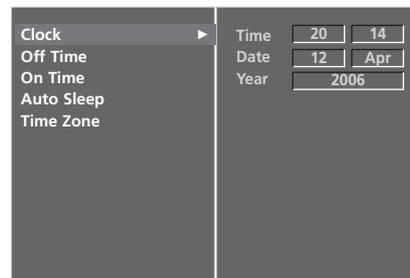 Clock
Off Time
On Time
Auto Sleep
Time Zone
Time 20 14
Date 12 Apr
Year 2006